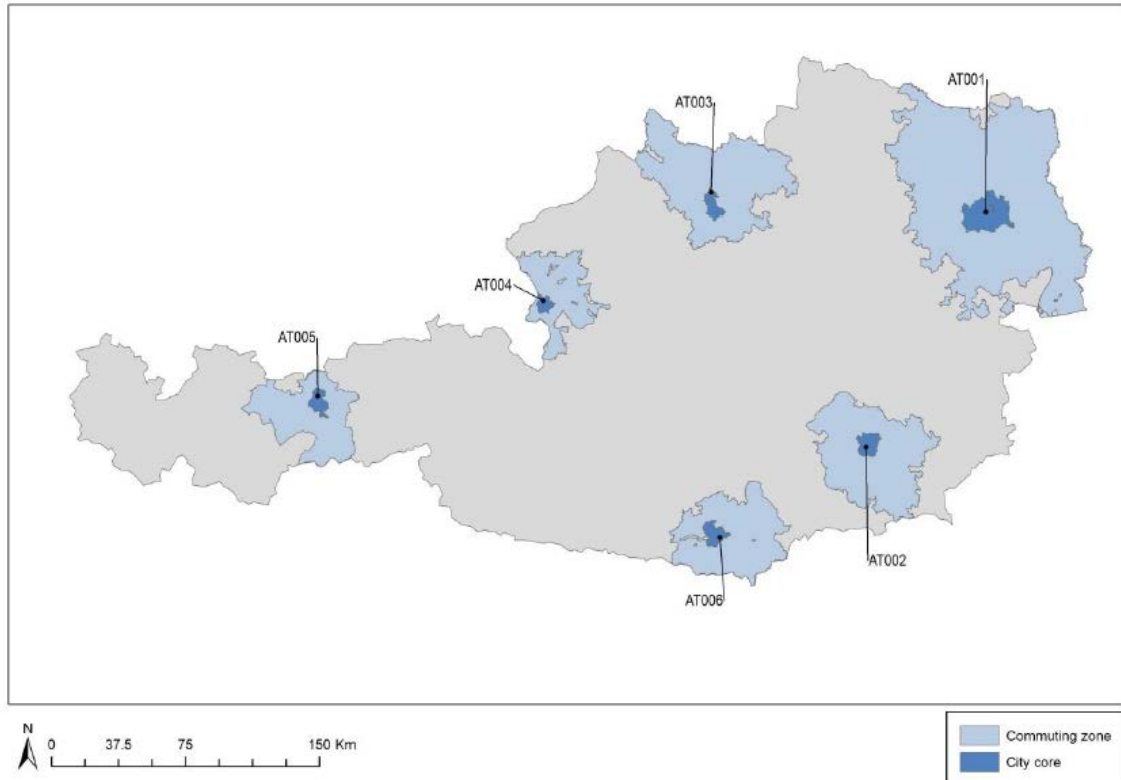 AT001
AT003
AT004
AT005
AT002
AT006
N
0 37.5 75 150 Km
Commuting zone
City core